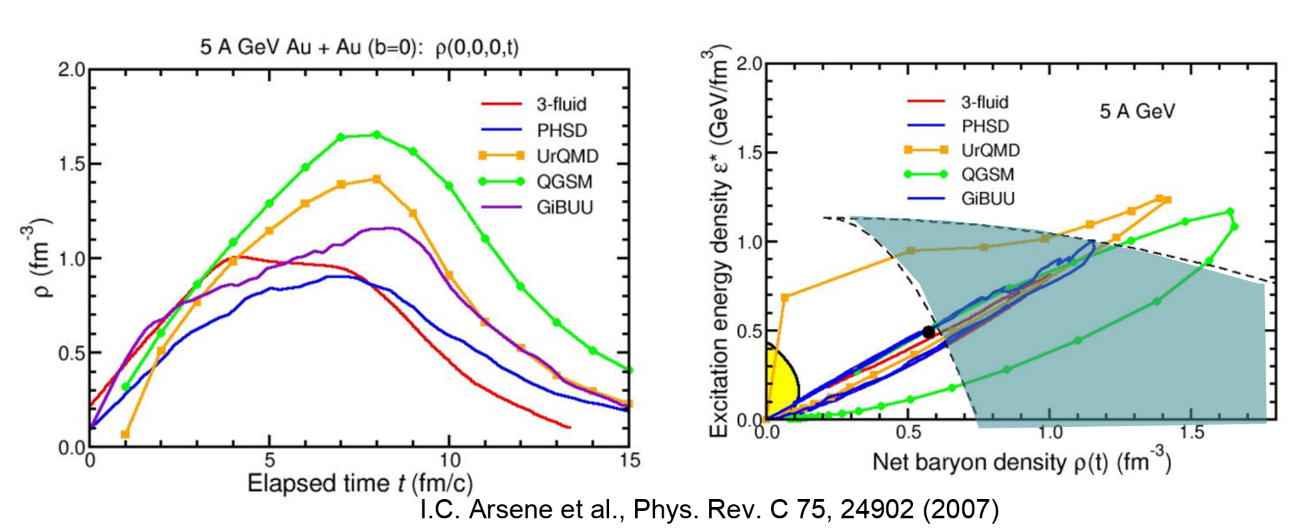 5 A GeV Au + Au (b=0): ρ(0,0,0,t)
2.0
1.5
1.0
0.5
0.0
ρ (fm⁻³)
3-fluid
PHSD
UrQMD
QGSM
GiBUU
0
5
10
15
Elapsed time t (fm/c)
2.0
1.5
1.0
0.5
0.0
Excitation energy density ε* (GeV/fm³)
3-fluid
PHSD
UrQMD
QGSM
GiBUU
5 A GeV
0.0
0.5
1.0
1.5
Net baryon density ρ(t) (fm⁻³)
I.C. Arsene et al., Phys. Rev. C 75, 24902 (2007)